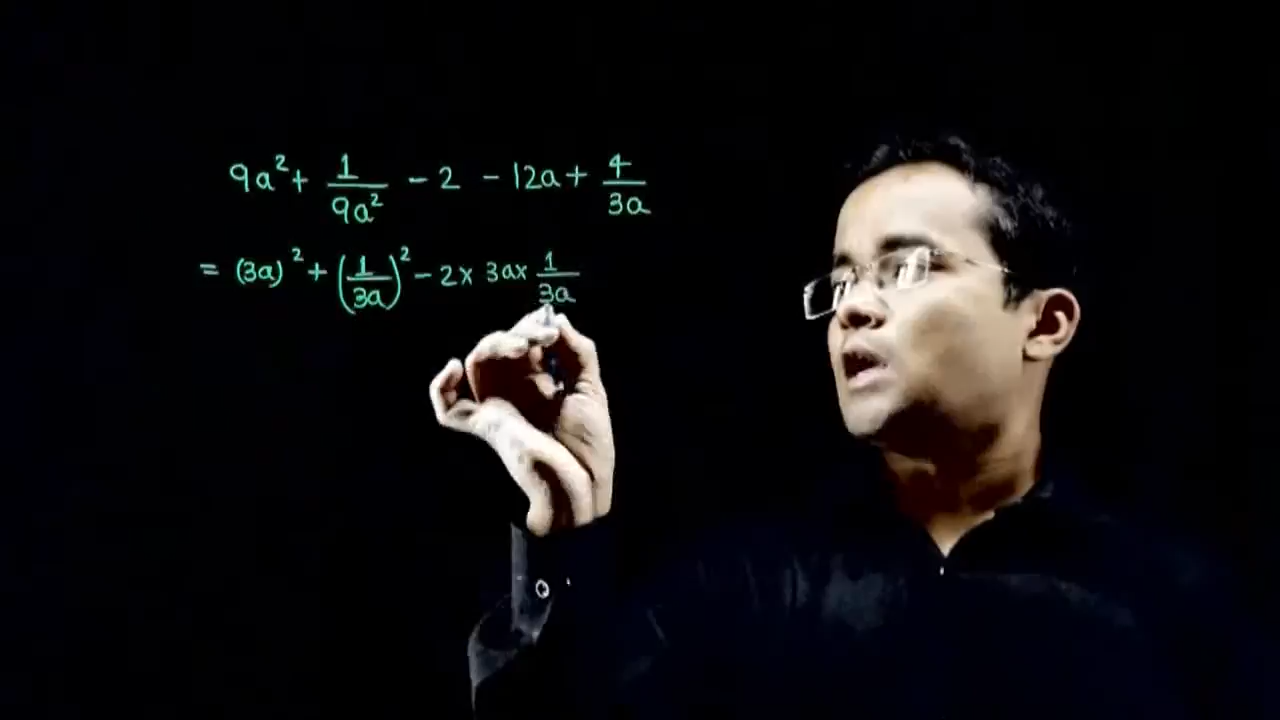 9a² + 1/9a² - 2 - 12a + 4/3a
= (3a)² + (1/3a)² - 2 × 3a × 1/3a